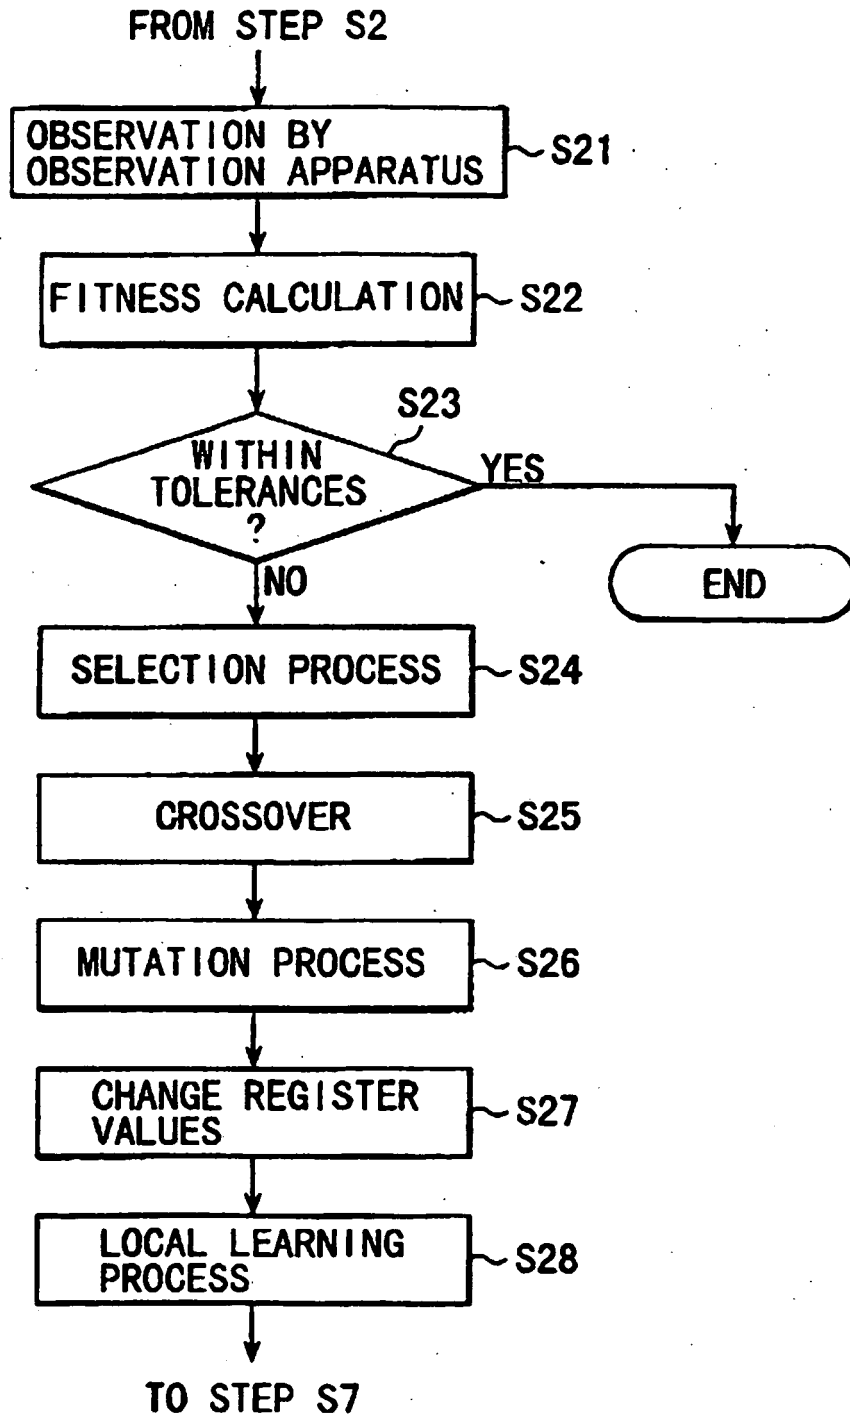 FROM STEP S2
OBSERVATION BY
OBSERVATION APPARATUS
S21
FITNESS CALCULATION
S22
S23
WITHIN
TOLERANCES
?
YES
END
NO
SELECTION PROCESS
S24
CROSSOVER
S25
MUTATION PROCESS
S26
CHANGE REGISTER
VALUES
S27
LOCAL LEARNING
PROCESS
S28
TO STEP S7